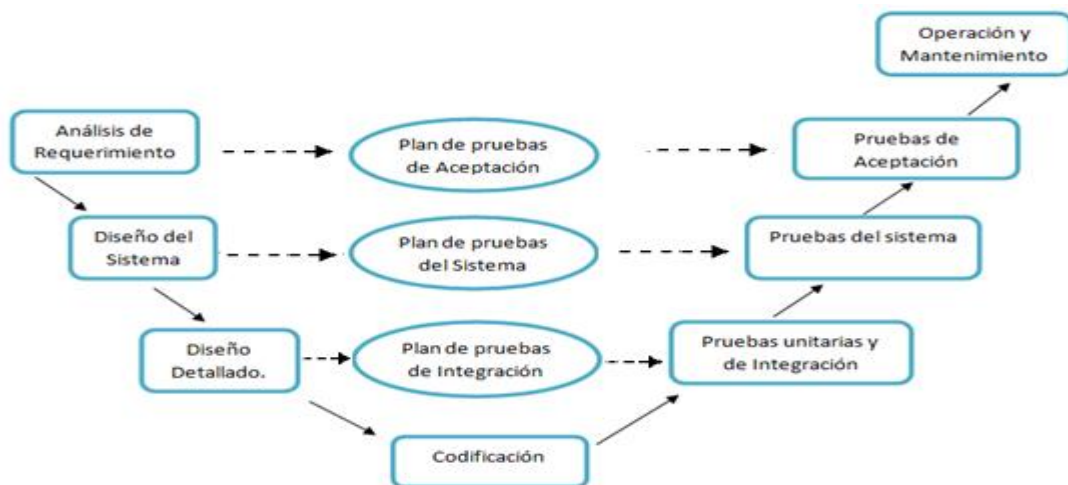 Operación y
Mantenimiento
Análisis de
Requerimiento
Plan de pruebas
de Aceptación
Pruebas de
Aceptación
Diseño del
Sistema
Plan de pruebas
del Sistema
Pruebas del sistema
Diseño
Detallado.
Plan de pruebas
de Integración
Pruebas unitarias y
de Integración
Codificación